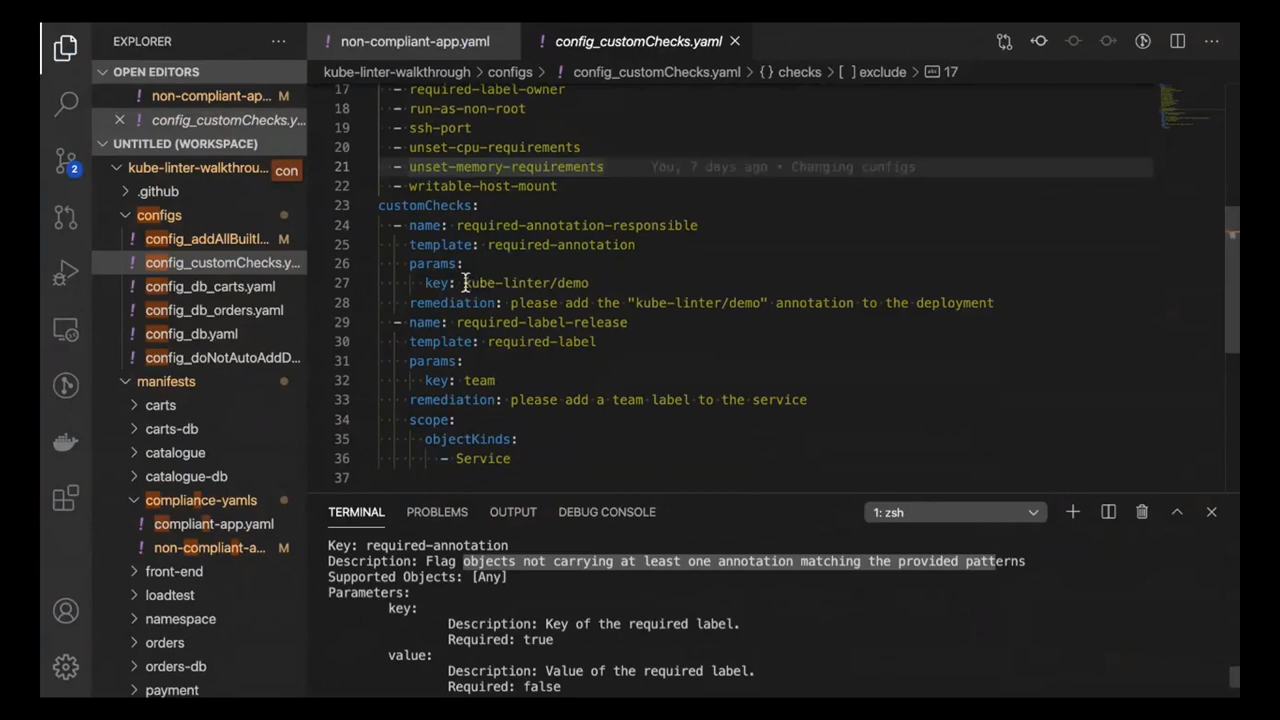 EXPLORER
OPEN EDITORS
non-compliant-ap... M
config_customChecks.y...
UNTITLED (WORKSPACE)
kube-linter-walkthrou...
con
.github
configs
config_addAllBuiltI... M
config_customChecks.y...
config_db_carts.yaml
config_db_orders.yaml
config_db.yaml
config_doNotAutoAddD...
manifests
carts
carts-db
catalogue
catalogue-db
compliance-yamls
compliant-app.yaml
non-compliant-a... M
front-end
loadtest
namespace
orders
orders-db
payment
2
non-compliant-app.yaml
config_customChecks.yaml
kube-linter-walkthrough > configs > config_customChecks.yaml > {} checks > [ ] exclude > abc 17
17 - required-label-owner
18 - run-as-non-root
19 - ssh-port
20 - unset-cpu-requirements
21 - unset-memory-requirements You, 7 days ago • Changing configs
22 - writable-host-mount
23 customChecks:
24 - name: required-annotation-responsible
25 template: required-annotation
26 params:
27 key: kube-linter/demo
28 remediation: please add the "kube-linter/demo" annotation to the deployment
29 - name: required-label-release
30 template: required-label
31 params:
32 key: team
33 remediation: please add a team label to the service
34 scope:
35 objectKinds:
36 - Service
37
TERMINAL PROBLEMS OUTPUT DEBUG CONSOLE 1: zsh
Key: required-annotation
Description: Flag objects not carrying at least one annotation matching the provided patterns
Supported Objects: [Any]
Parameters:
key:
Description: Key of the required label.
Required: true
value:
Description: Value of the required label.
Required: false